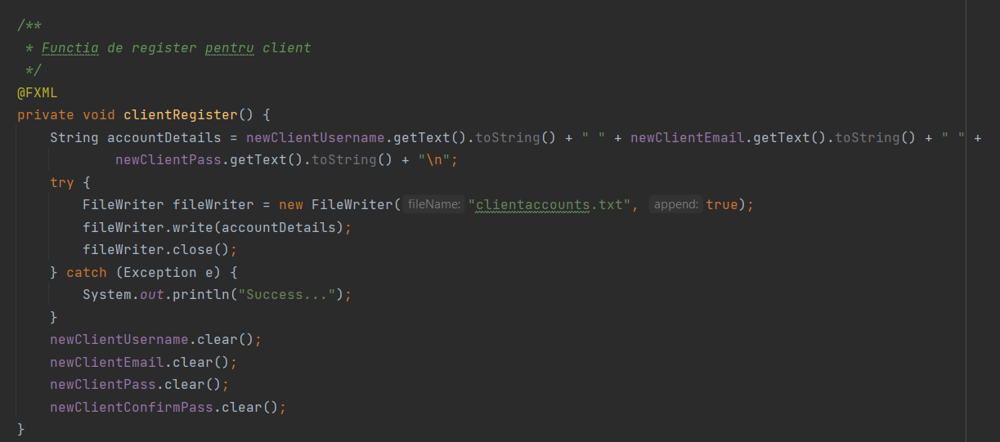 /**
 * Functia de register pentru client
 */
@FXML
private void clientRegister() {
    String accountDetails = newClientUsername.getText().toString() + " " + newClientEmail.getText().toString() + " " +
            newClientPass.getText().toString() + "\n";
    try {
        FileWriter fileWriter = new FileWriter( fileName: "clientaccounts.txt", append: true);
        fileWriter.write(accountDetails);
        fileWriter.close();
    } catch (Exception e) {
        System.out.println("Success...");
    }
    newClientUsername.clear();
    newClientEmail.clear();
    newClientPass.clear();
    newClientConfirmPass.clear();
}